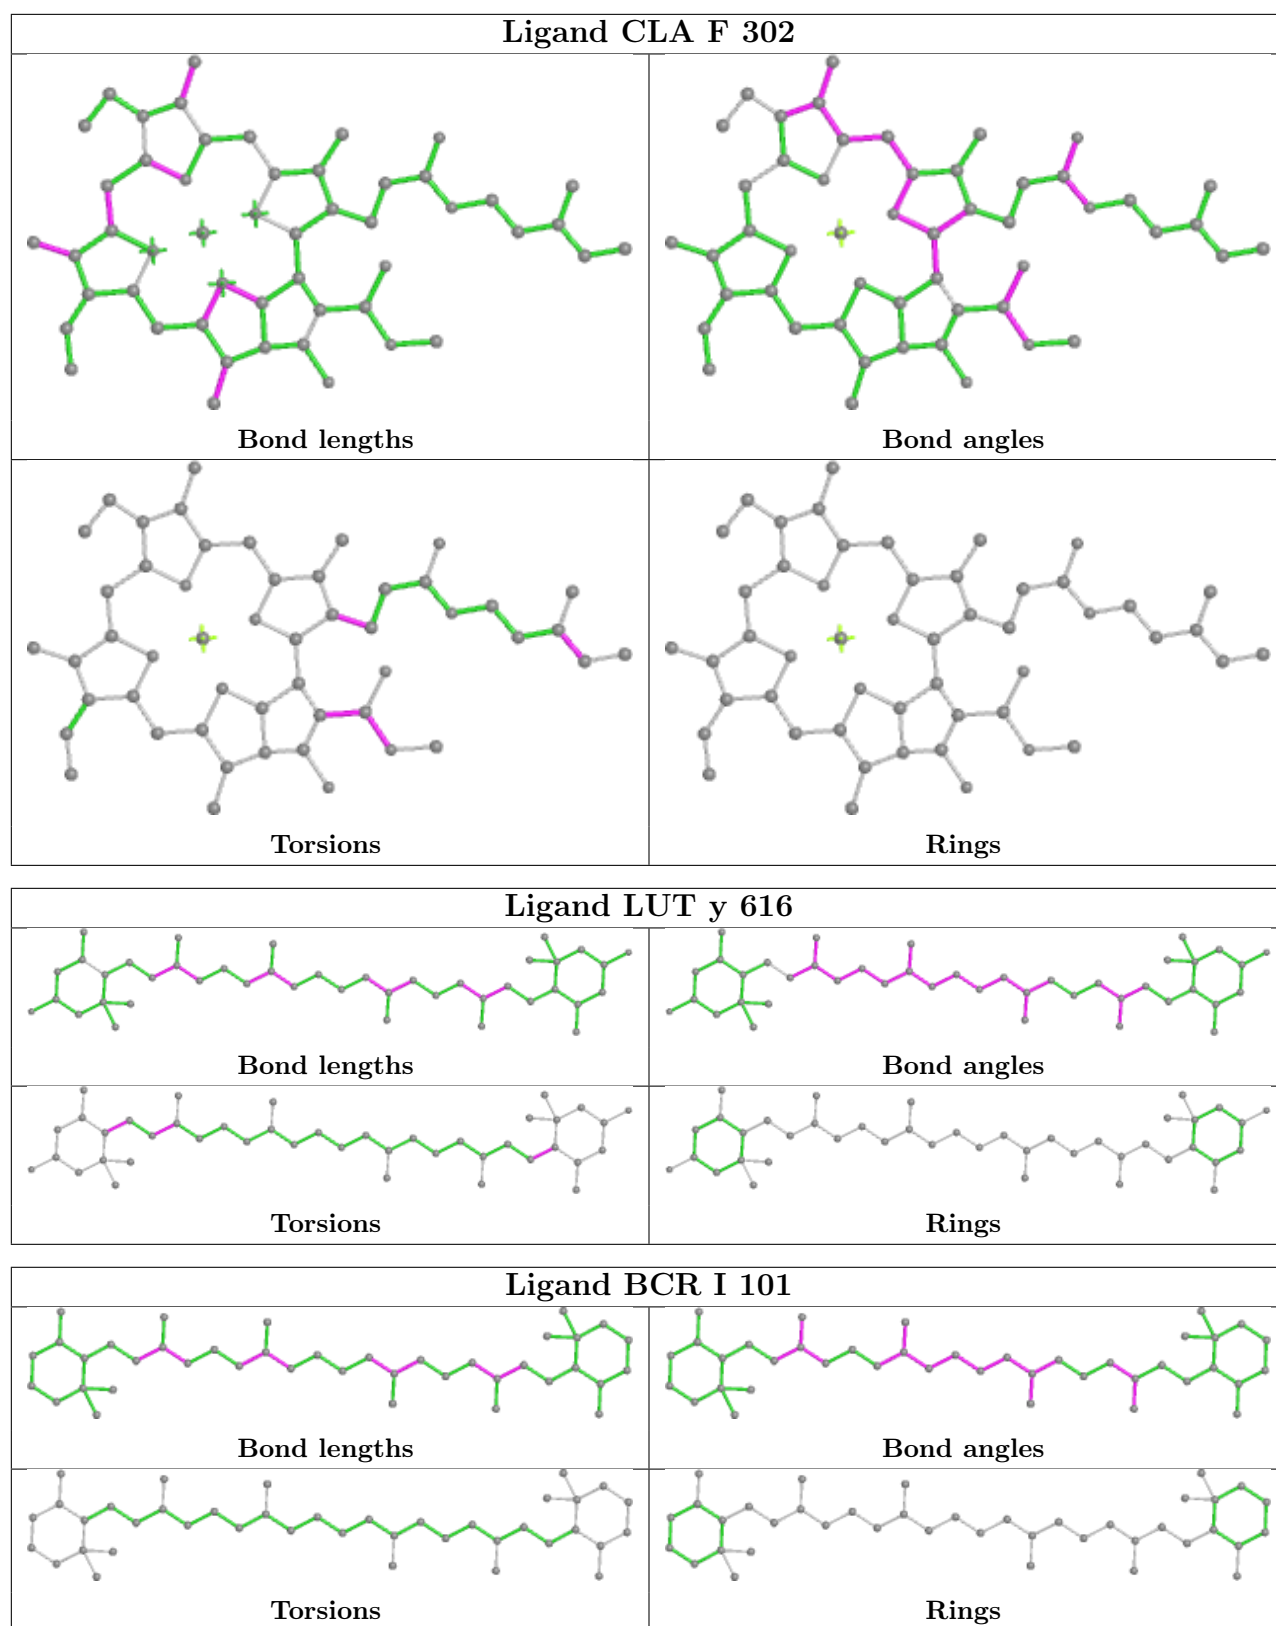 Ligand CLA F 302
Bond lengths
Bond angles
Torsions
Rings
Ligand LUT y 616
Bond lengths
Bond angles
Torsions
Rings
Ligand BCR I 101
Bond lengths
Bond angles
Torsions
Rings